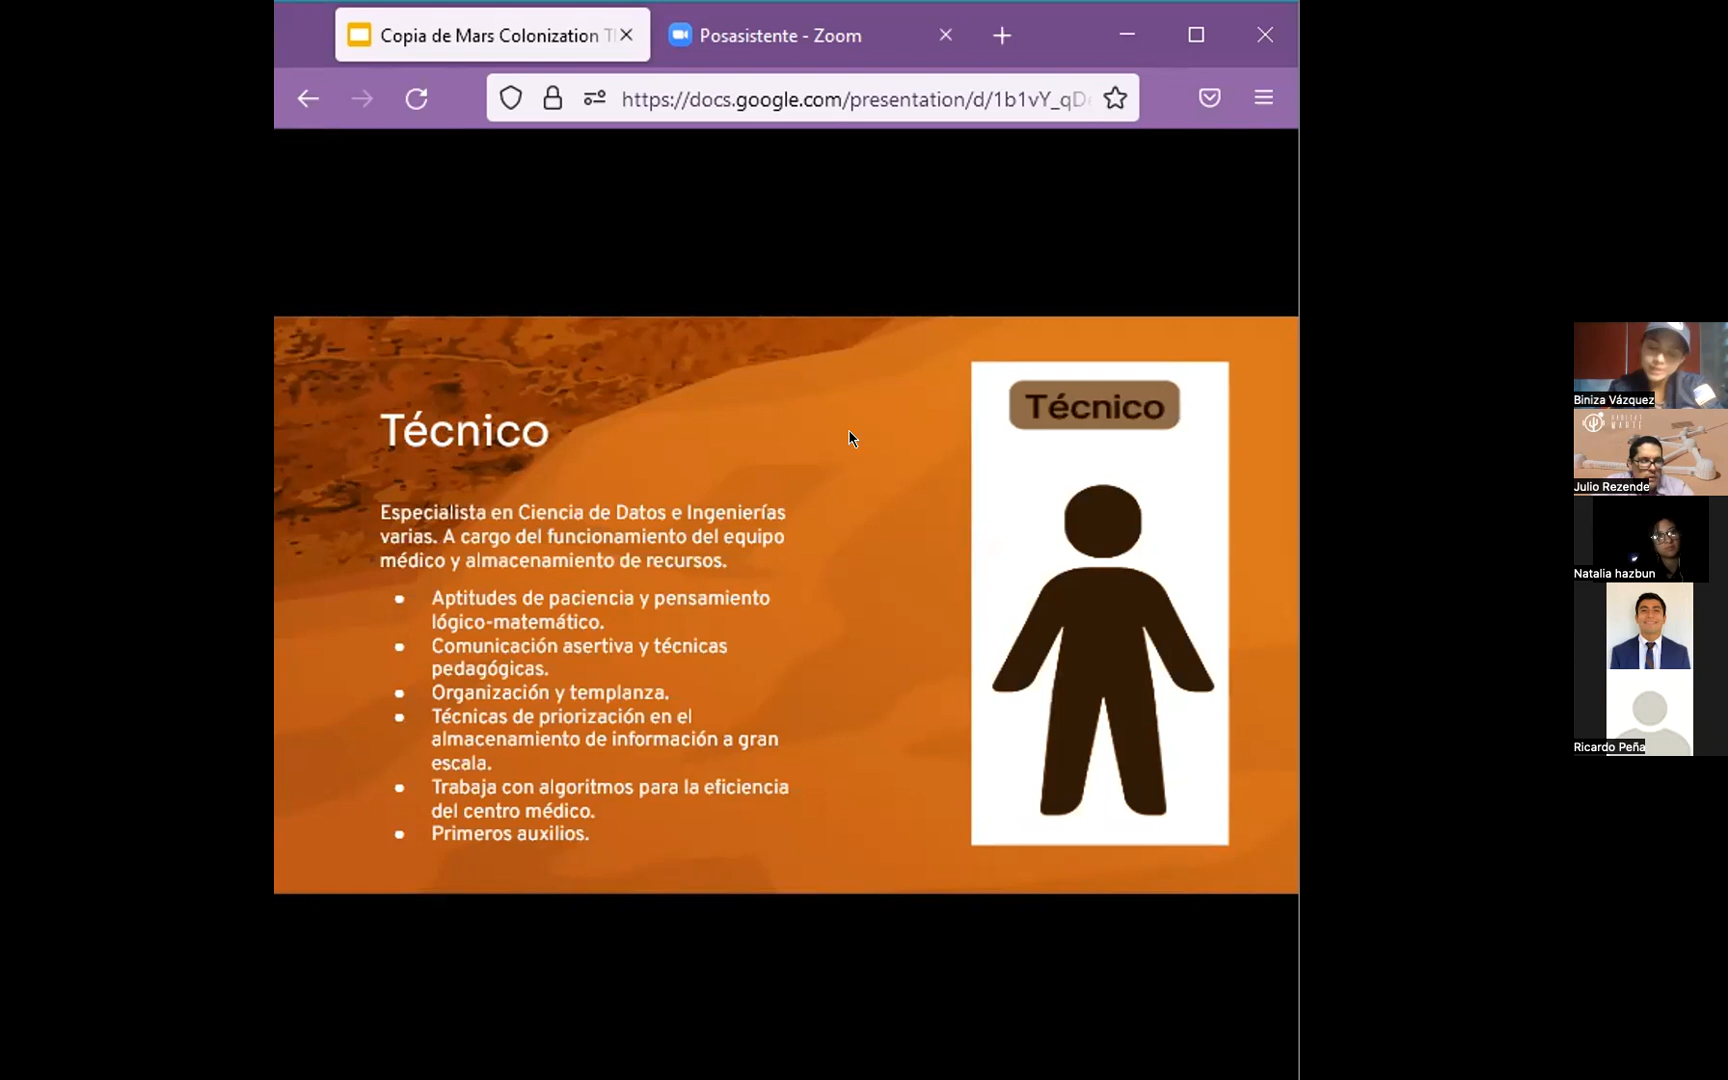 Copia de Mars Colonization T
Posasistente - Zoom
https://docs.google.com/presentation/d/1b1vY_qD
Técnico
Especialista en Ciencia de Datos e Ingenierías
varias. A cargo del funcionamiento del equipo
médico y almacenamiento de recursos.
● Aptitudes de paciencia y pensamiento
lógico-matemático.
● Comunicación asertiva y técnicas
pedagógicas.
● Organización y templanza.
● Técnicas de priorización en el
almacenamiento de información a gran
escala.
● Trabaja con algoritmos para la eficiencia
del centro médico.
● Primeros auxilios.
Técnico
Biniza Vázquez
MARTE
Julio Rezende
Natalia hazbun
Ricardo Peña